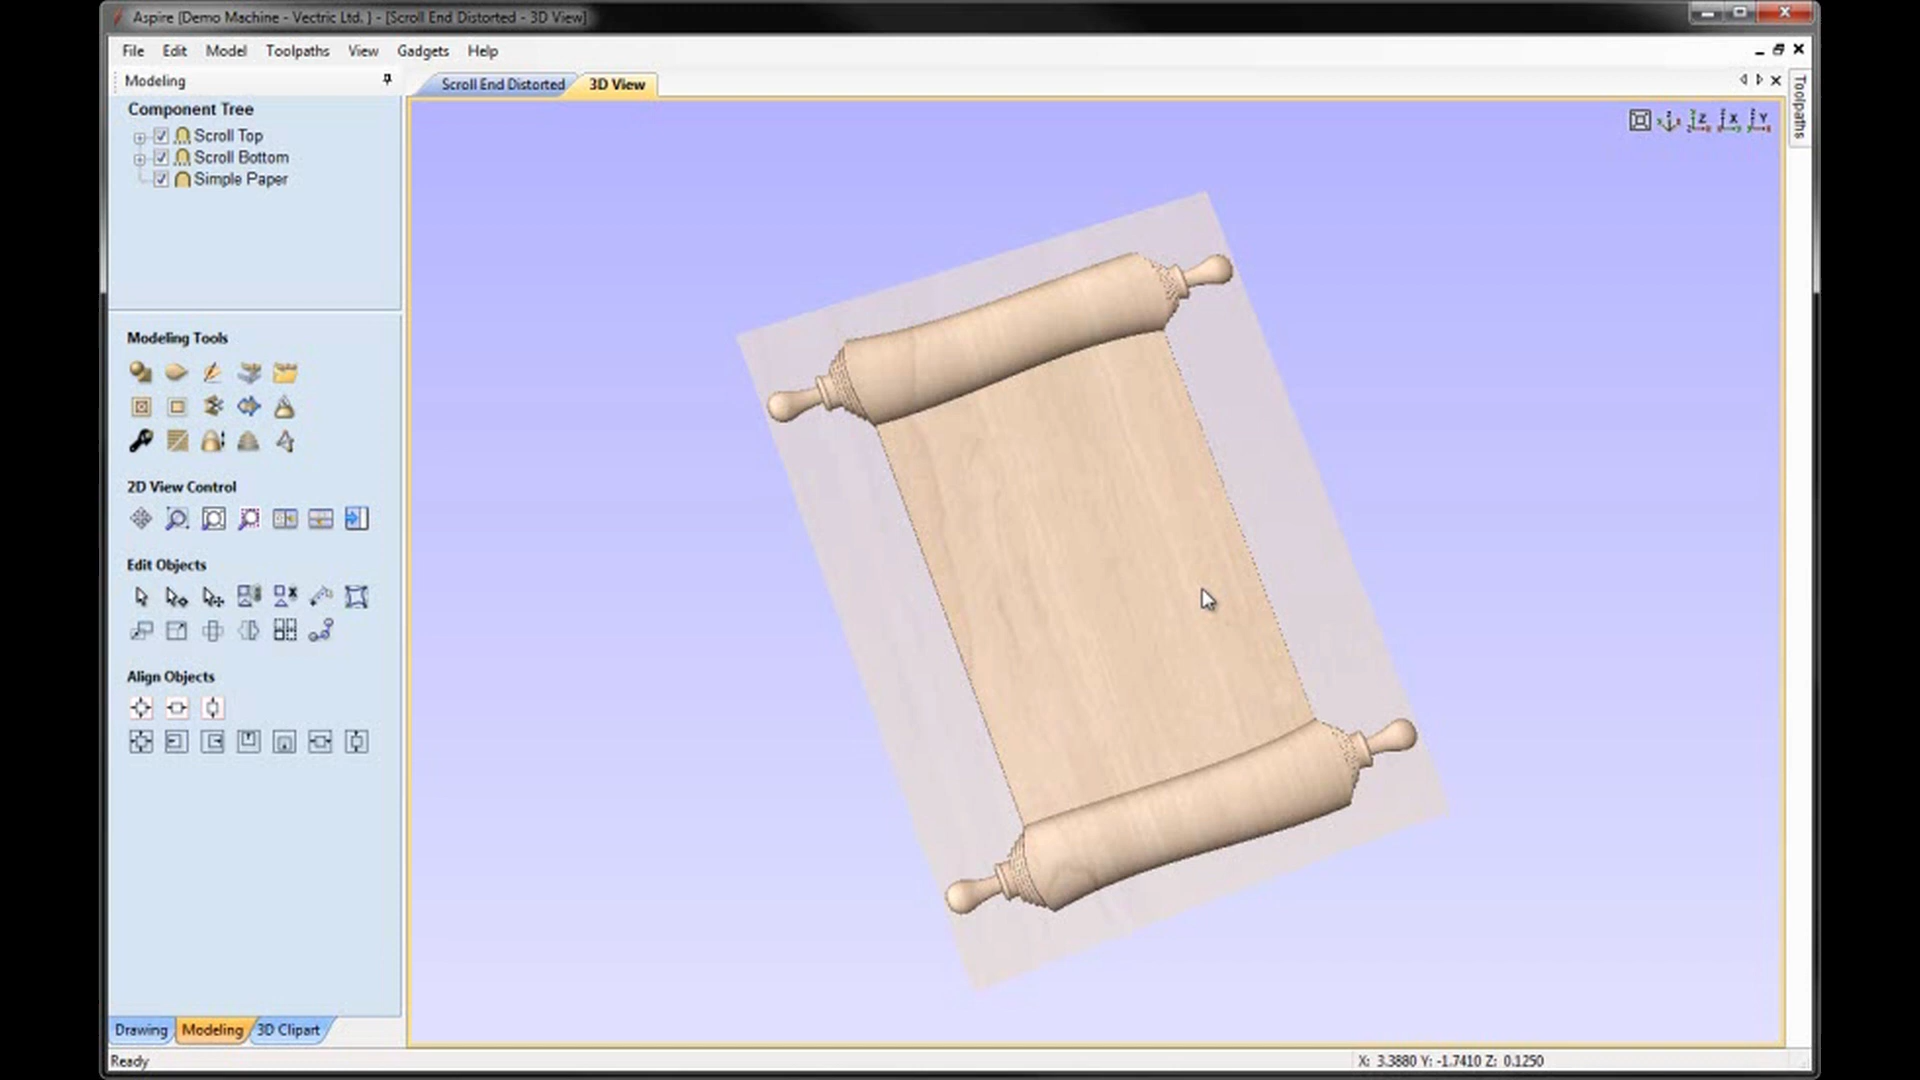 Aspire [Demo Machine - Vectric Ltd. ] - [Scroll End Distorted - 3D View]
File Edit Model Toolpaths View Gadgets Help
Modeling
Scroll End Distorted 3D View
Toolpaths
Component Tree
Scroll Top
Scroll Bottom
Simple Paper
Z X Y
Modeling Tools
2D View Control
Edit Objects
Align Objects
Drawing Modeling 3D Clipart
Ready
X: 3.3880 Y: -1.7410 Z: 0.1250